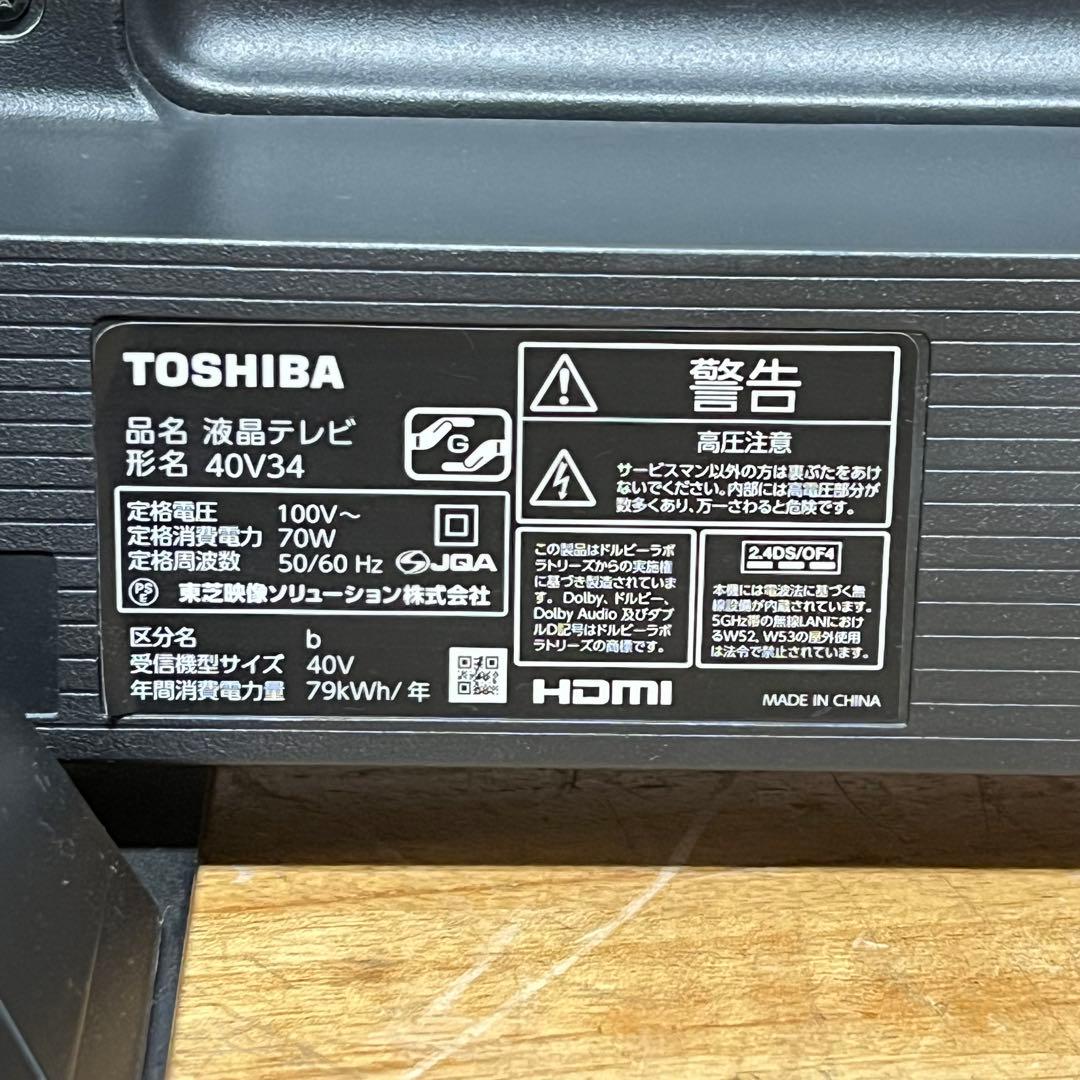 TOSHIBA
品名 液晶テレビ
形名 40V34
G
定格電圧 100V～
定格消費電力 70W
定格周波数 50/60 Hz
JQA
PS
E
東芝映像ソリューション株式会社
区分名 b
受信機型サイズ 40V
年間消費電力量 79kWh/年
警告
高圧注意
サービスマン以外の方は裏ぶたをあけ
ないでください。内部には高電圧部分が
数多くあり、万一さわると危険です。
この製品はドルビーラボ
ラトリーズからの実施権
に基づき製造されていま
す。Dolby、ドルビー、
Dolby Audio 及びダブ
ルD記号はドルビーラボ
ラトリーズの商標です。
2.4DS/OF4
本機には電波法に基づく無
線設備が内蔵されています。
5GHz帯の無線LANにおけ
るW52, W53の屋外使用
は法令で禁止されています。
HDMI
MADE IN CHINA